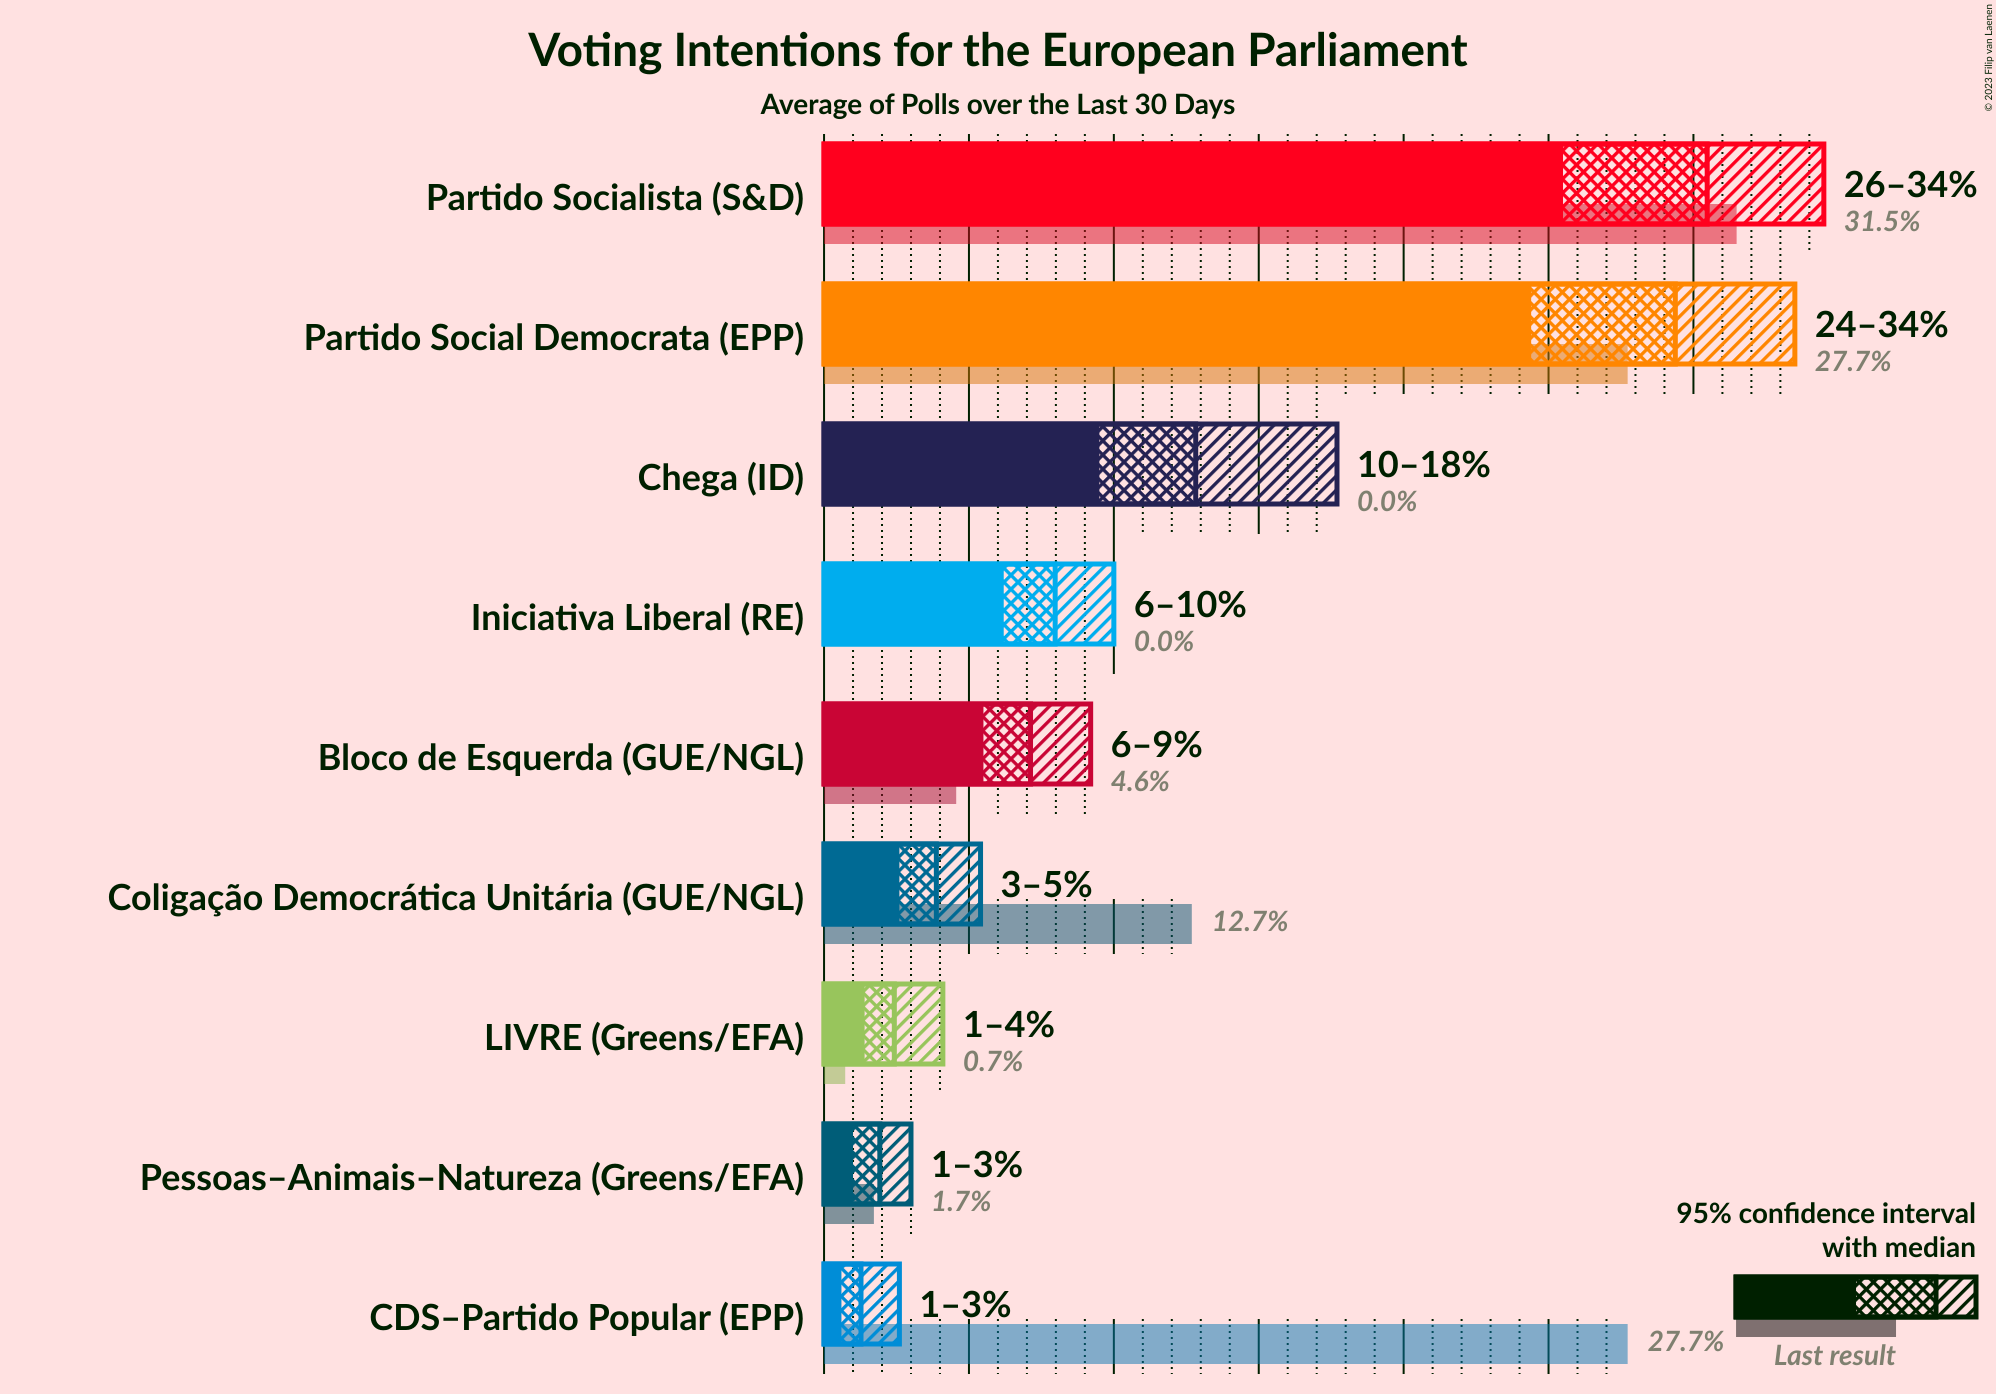 © 2023 Filip van Laenen
Voting Intentions for the European Parliament
Average of Polls over the Last 30 Days
Partido Socialista (S&D)
26–34%
31.5%
Partido Social Democrata (EPP)
24–34%
27.7%
Chega (ID)
10–18%
0.0%
Iniciativa Liberal (RE)
6–10%
0.0%
Bloco de Esquerda (GUE/NGL)
6–9%
4.6%
Coligação Democrática Unitária (GUE/NGL)
3–5%
12.7%
LIVRE (Greens/EFA)
1–4%
0.7%
Pessoas–Animais–Natureza (Greens/EFA)
1–3%
1.7%
CDS–Partido Popular (EPP)
1–3%
27.7%
95% confidence interval
with median
Last result